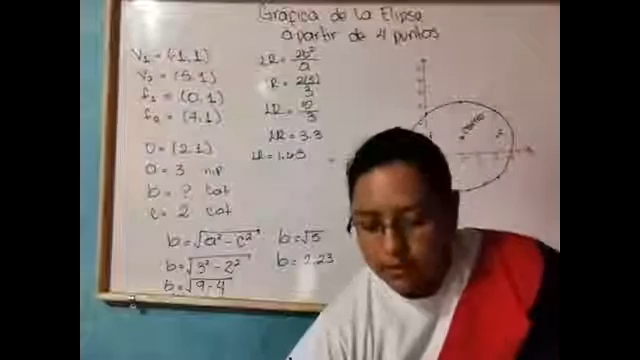 Gráfica de la Elipse
a partir de 4 puntos
V₁ = (-1,1)
V₂ = (5,1)
f₁ = (0,1)
f₂ = (4,1)
O = (2,1)
a = 3
b = ? cat
c = 2 cat
b = √a² - c²
b = √3² - 2²
b = √9 - 4
LR = 2b²/a
LR = 2(5)/3
LR = 10/3
LR = 3.3
b = √5
b = 2.23